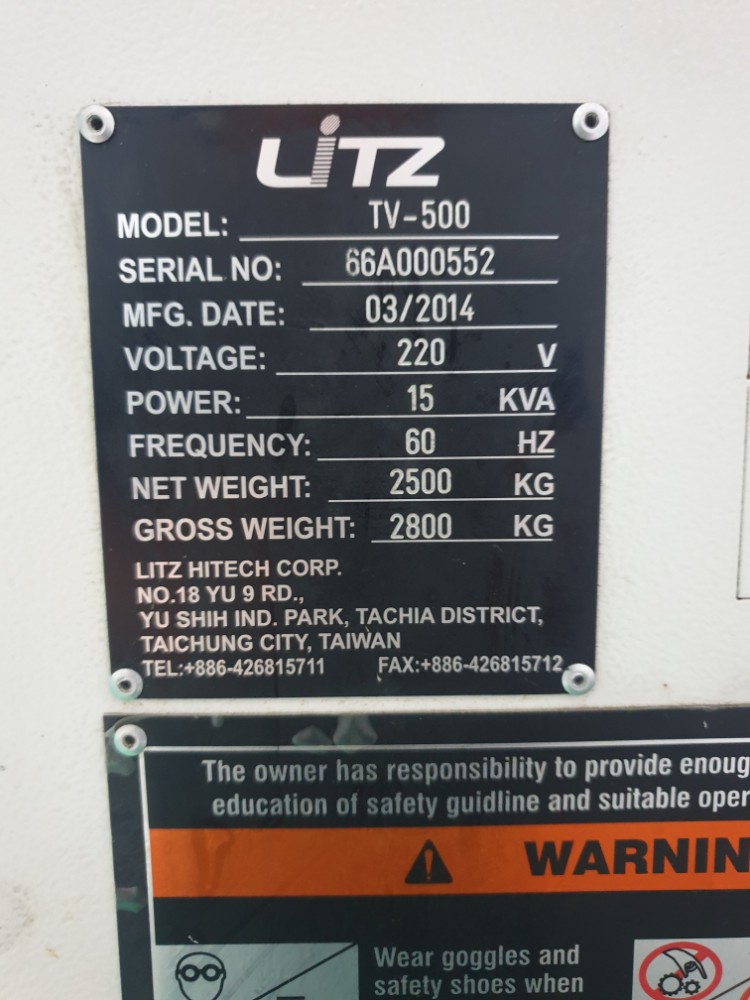 LiTZ
MODEL: TV-500
SERIAL NO: 66A000552
MFG. DATE: 03/2014
VOLTAGE: 220 V
POWER: 15 KVA
FREQUENCY: 60 HZ
NET WEIGHT: 2500 KG
GROSS WEIGHT: 2800 KG
LITZ HITECH CORP.
NO.18 YU 9 RD.,
YU SHIH IND. PARK, TACHIA DISTRICT,
TAICHUNG CITY, TAIWAN
TEL:+886-426815711 FAX:+886-426815712
The owner has responsibility to provide enoug
education of safety guidline and suitable oper
WARNIN
Wear goggles and
safety shoes when